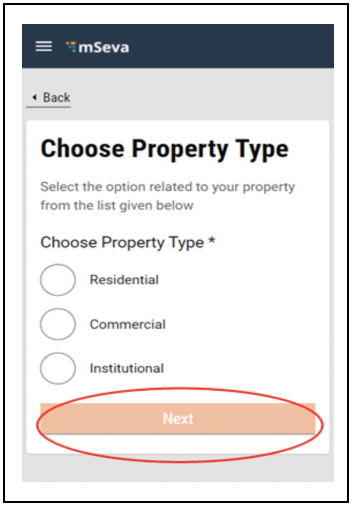 mSeva
Back
Choose Property Type
Select the option related to your property
from the list given below
Choose Property Type *
Residential
Commercial
Institutional
Next